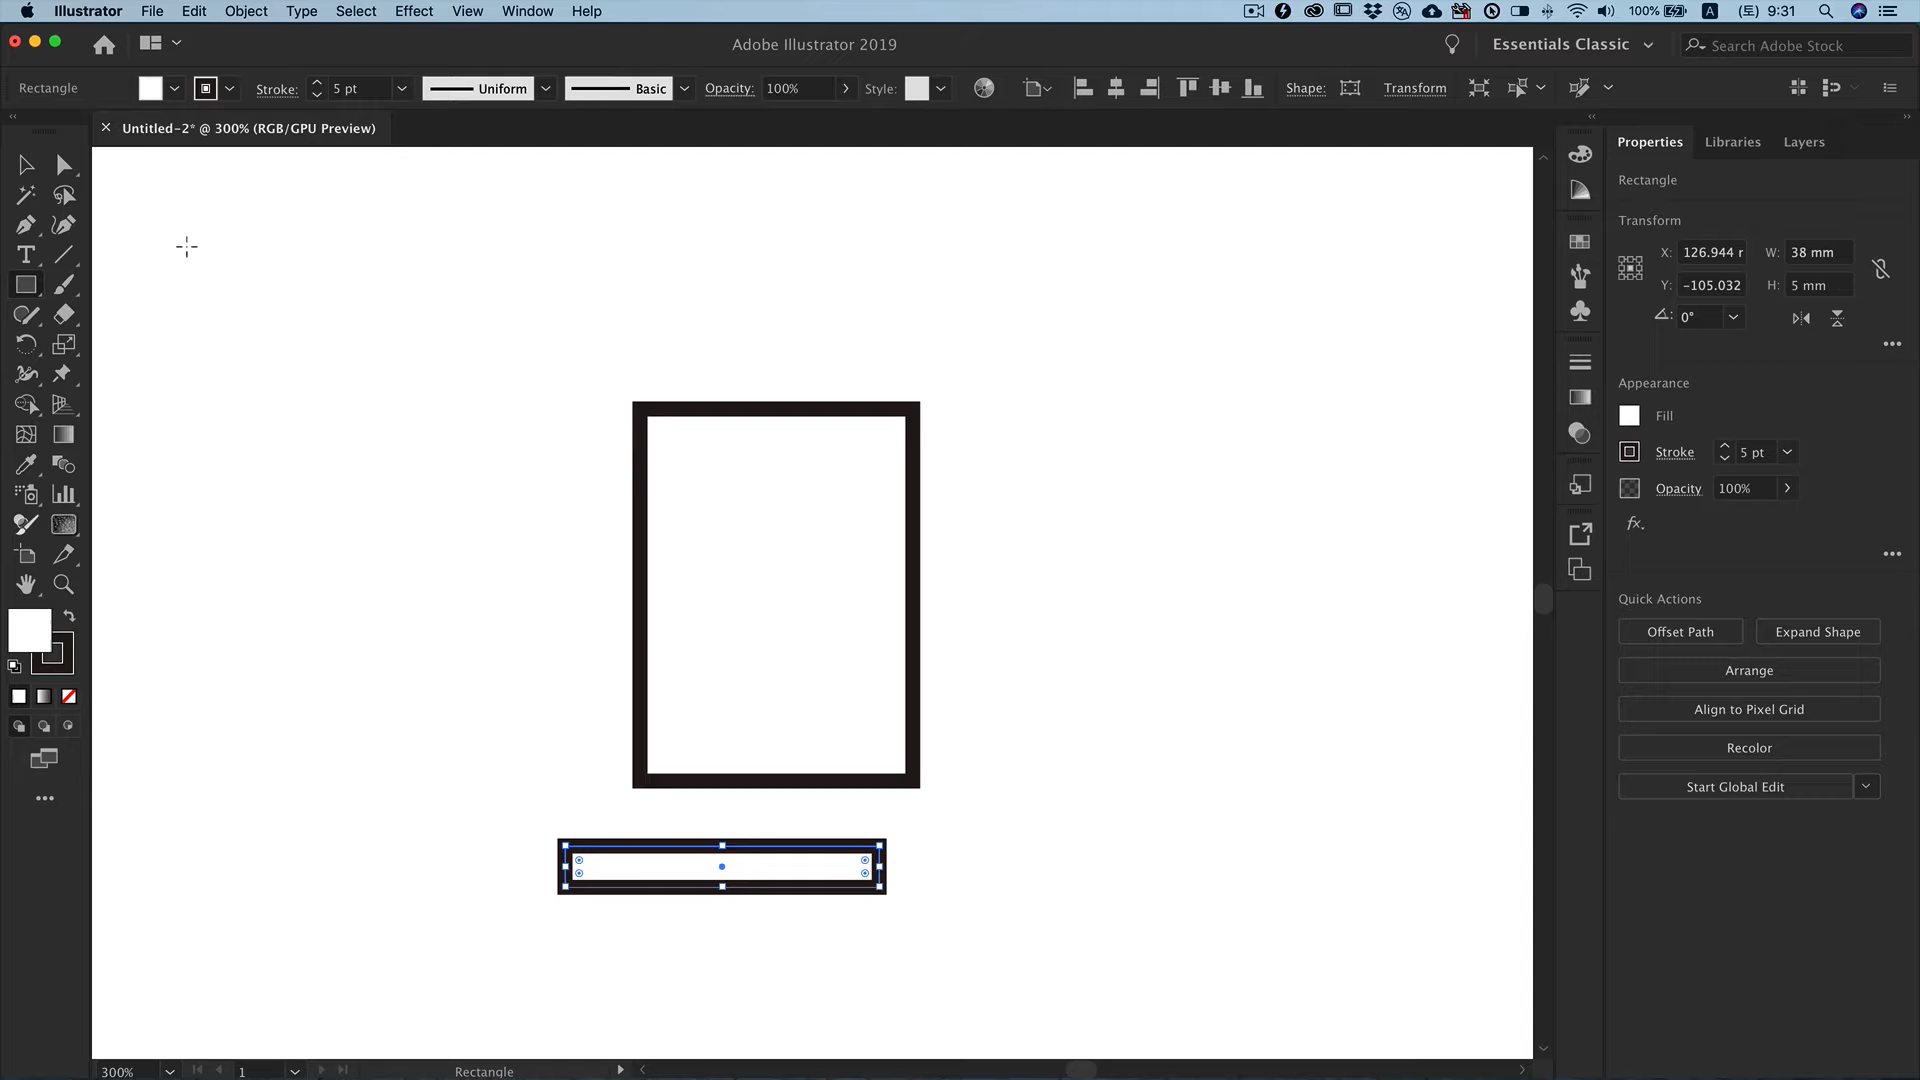 Illustrator File Edit Object Type Select Effect View Window Help 100% A (토) 9:31
Adobe Illustrator 2019 Essentials Classic Search Adobe Stock
Rectangle Stroke: 5 pt Uniform Basic Opacity: 100% Style: Shape: Transform
Untitled-2* @ 300% (RGB/GPU Preview)
Properties Libraries Layers
Rectangle
Transform
X: 126.944 W: 38 mm
Y: -105.032 H: 5 mm
0°
Appearance
Fill
Stroke 5 pt
Opacity 100%
fx.
Quick Actions
Offset Path Expand Shape
Arrange
Align to Pixel Grid
Recolor
Start Global Edit
300% 1 Rectangle